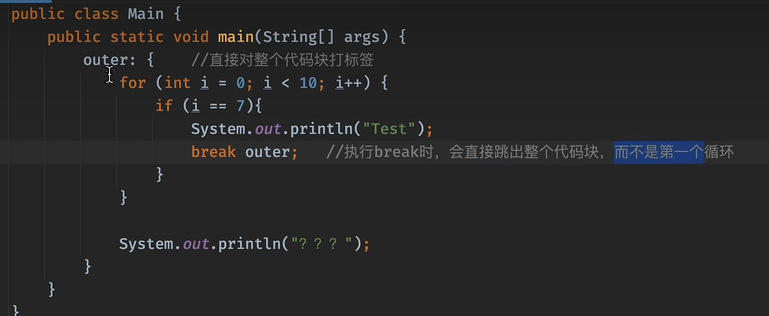 public class Main {
public static void main(String[] args) {
outer: {    //直接对整个代码块打标签
for (int i = 0; i < 10; i++) {
if (i == 7){
System.out.println("Test");
break outer;   //执行break时，会直接跳出整个代码块，而不是第一个循环
}
}
System.out.println("？？？");
}
}
}